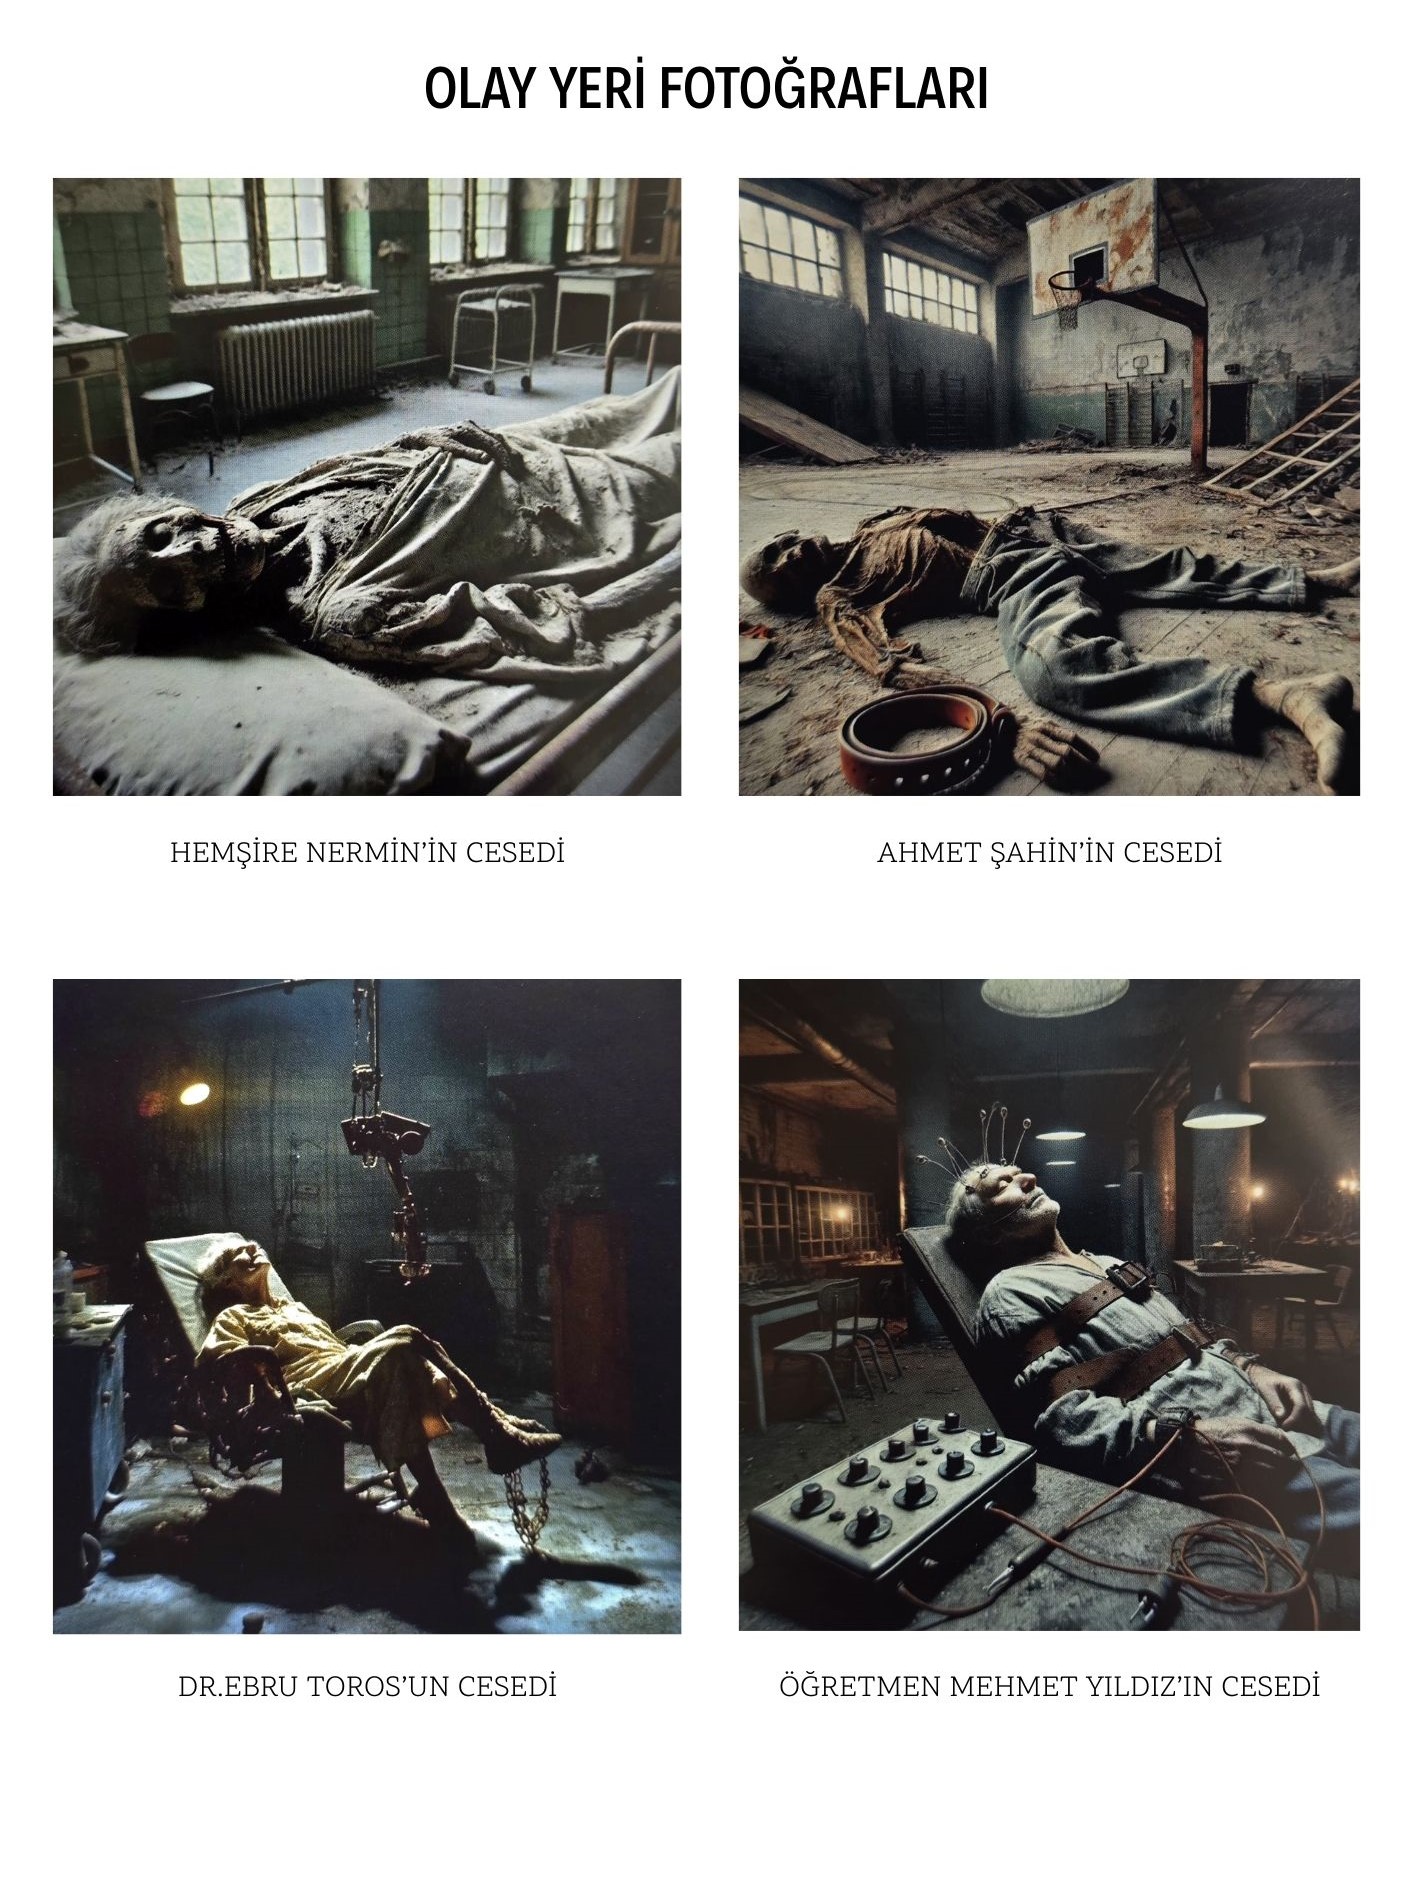 OLAY YERİ FOTOĞRAFLARI
HEMŞİRE NERMİN’İN CESEDİ
AHMET ŞAHİN’İN CESEDİ
DR.EBRU TOROS’UN CESEDİ
ÖĞRETMEN MEHMET YILDIZ’IN CESEDİ